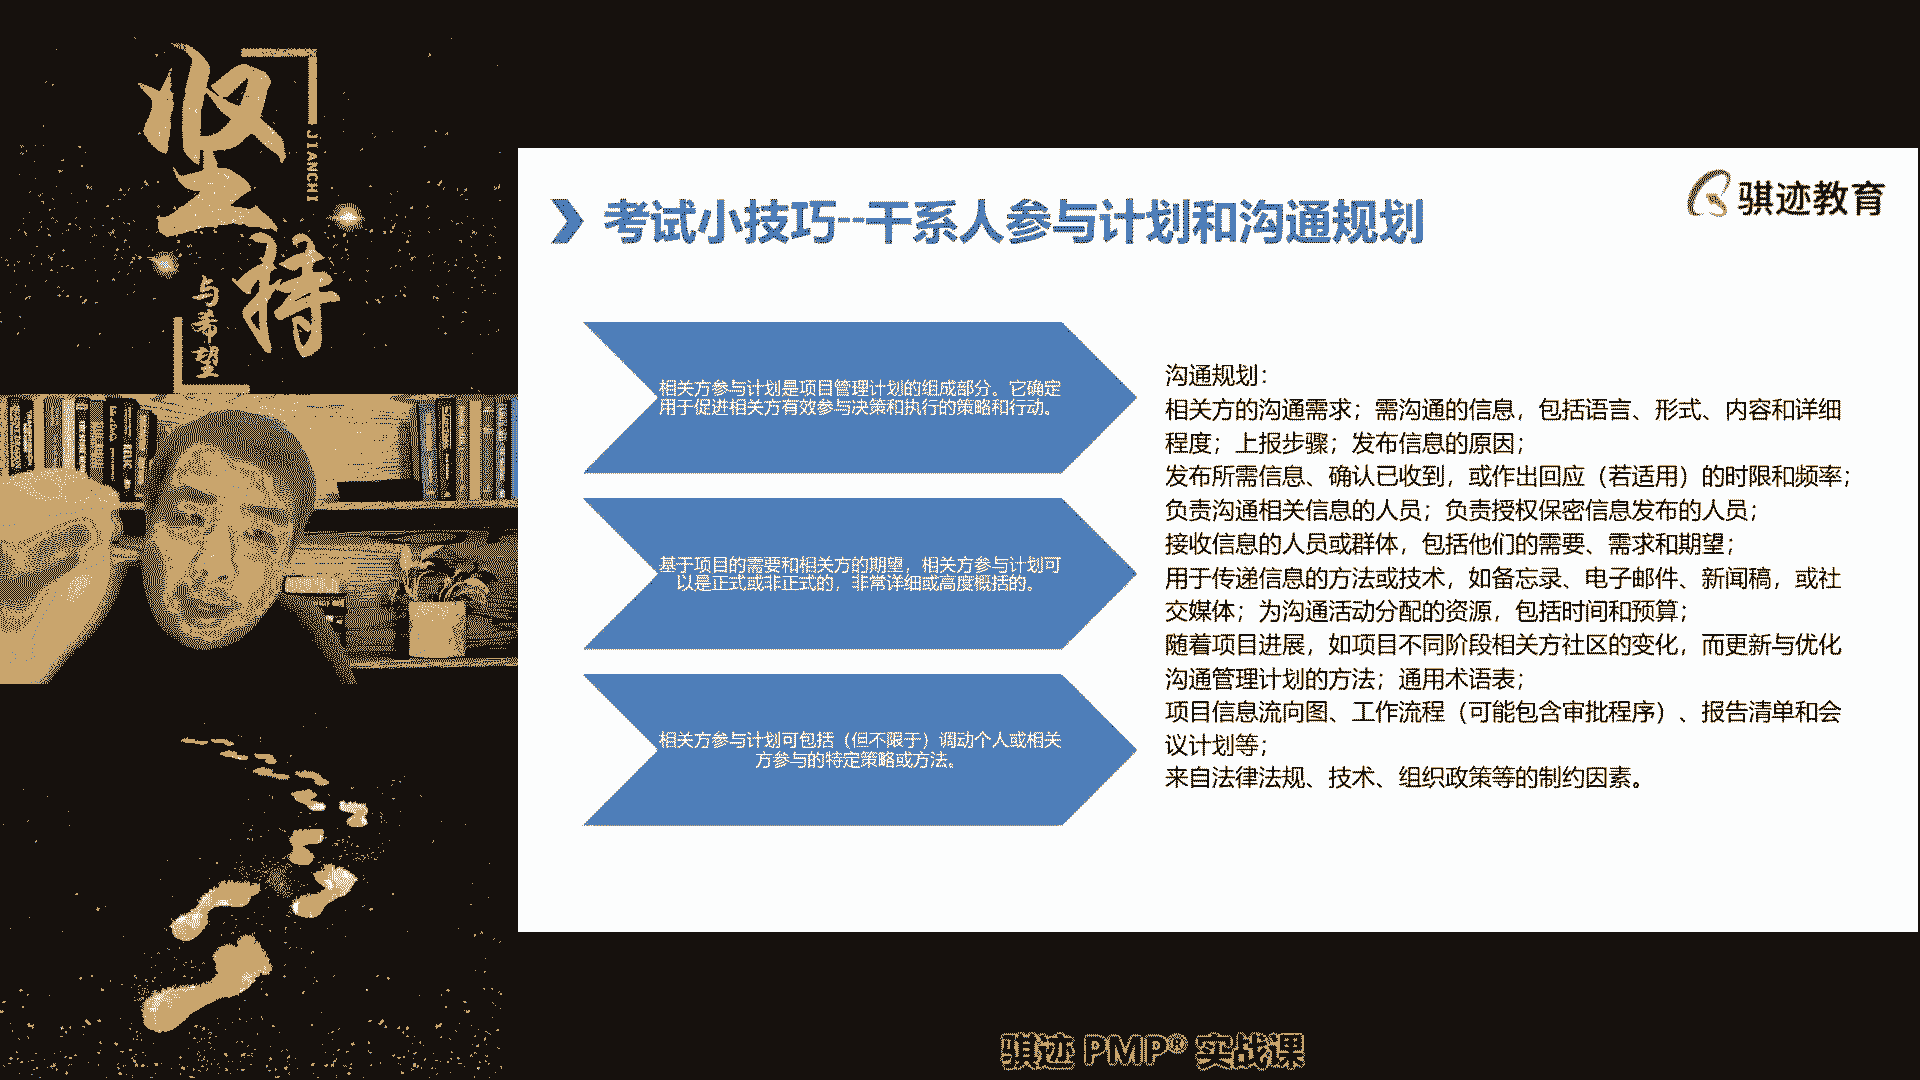 坚
持
JIANCHI
与希望
骐迹教育
考试小技巧--干系人参与计划和沟通规划
相关方参与计划是项目管理计划的组成部分。它确定
用于促进相关方有效参与决策和执行的策略和行动。
基于项目的需要和相关方的期望，相关方参与计划可
以是正式或非正式的，非常详细或高度概括的。
相关方参与计划可包括（但不限于）调动个人或相关
方参与的特定策略或方法。
沟通规划：
相关方的沟通需求；需沟通的信息，包括语言、形式、内容和详细
程度；上报步骤；发布信息的原因；
发布所需信息、确认已收到，或作出回应（若适用）的时限和频率；
负责沟通相关信息的人员；负责授权保密信息发布的人员；
接收信息的人员或群体，包括他们的需要、需求和期望；
用于传递信息的方法或技术，如备忘录、电子邮件、新闻稿，或社
交媒体；为沟通活动分配的资源，包括时间和预算；
随着项目进展，如项目不同阶段相关方社区的变化，而更新与优化
沟通管理计划的方法；通用术语表；
项目信息流向图、工作流程（可能包含审批程序）、报告清单和会
议计划等；
来自法律法规、技术、组织政策等的制约因素。
骐迹 PMP® 实战课